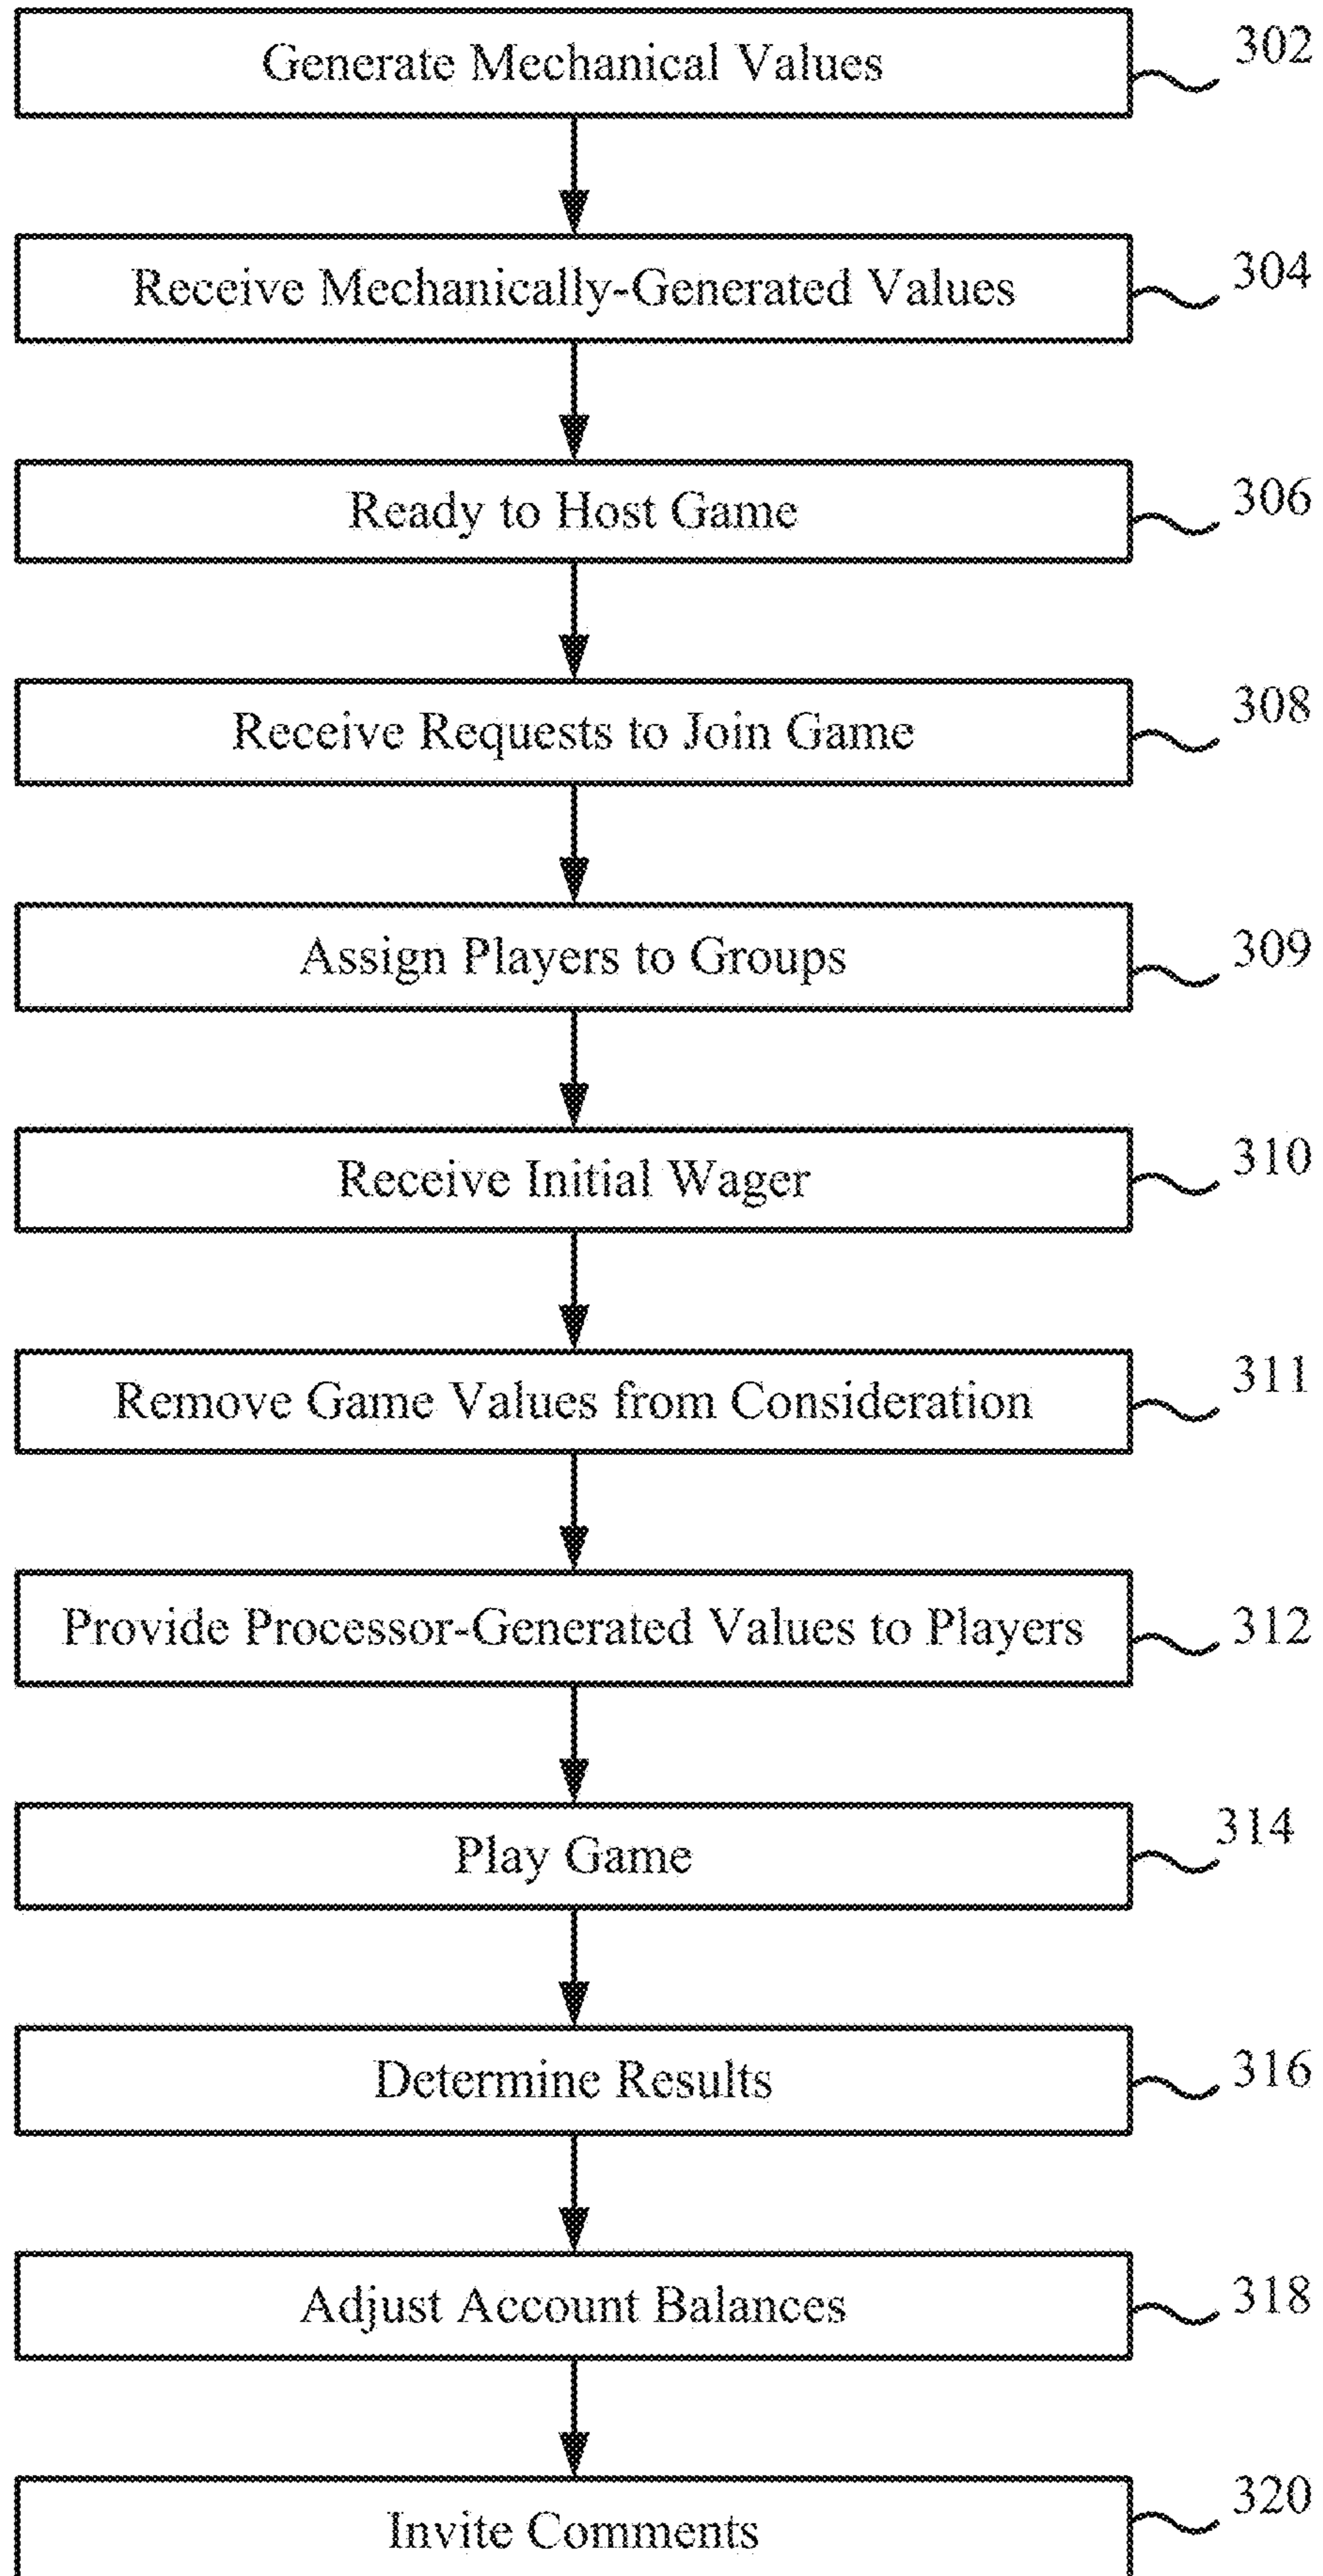 Generate Mechanical Values
302
Receive Mechanically-Generated Values
304
Ready to Host Game
306
Receive Requests to Join Game
308
Assign Players to Groups
309
Receive Initial Wager
310
Remove Game Values from Consideration
311
Provide Processor-Generated Values to Players
312
Play Game
314
Determine Results
316
Adjust Account Balances
318
Invite Comments
320